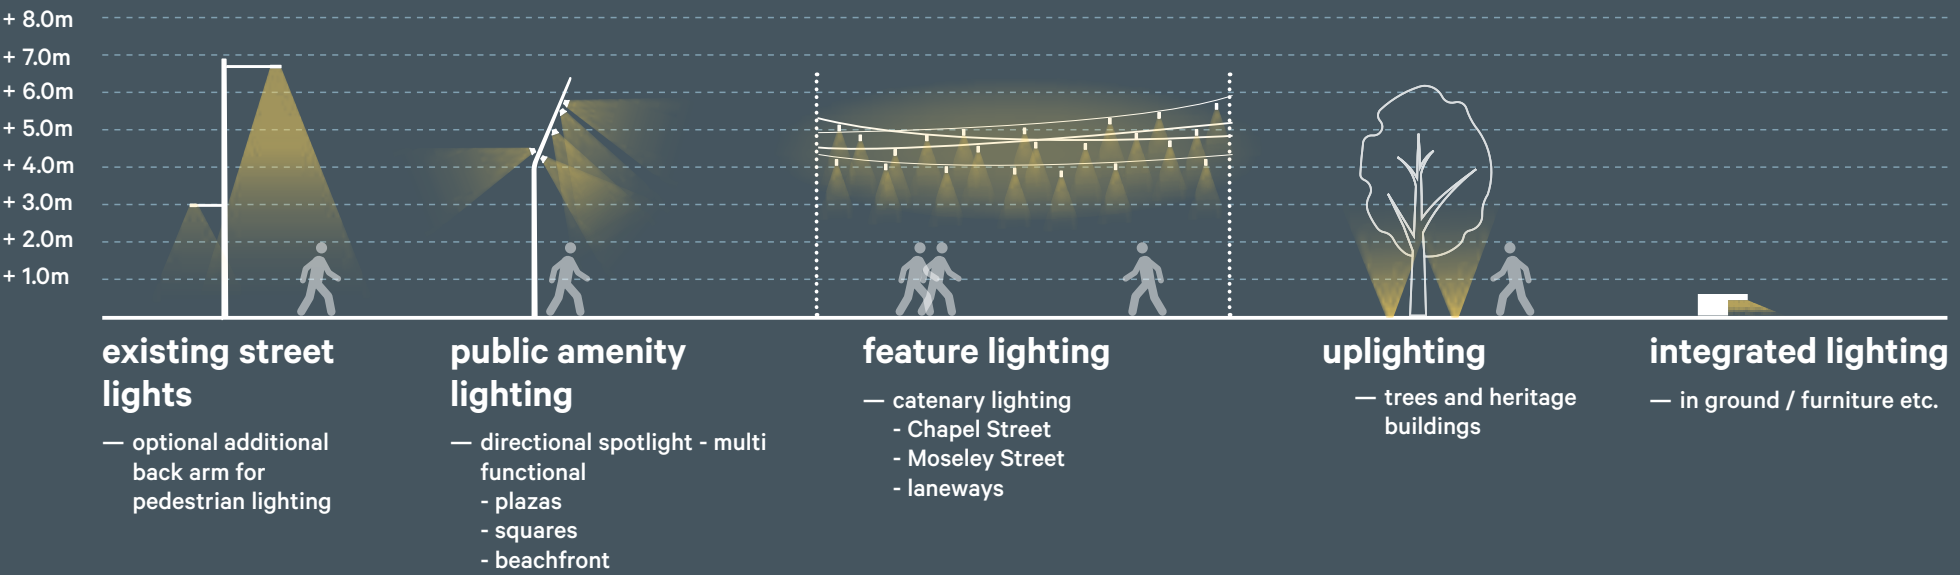 + 8.0m
+ 7.0m
+ 6.0m
+ 5.0m
+ 4.0m
+ 3.0m
+ 2.0m
+ 1.0m
existing street
lights
— optional additional
back arm for
pedestrian lighting
public amenity
lighting
— directional spotlight - multi
functional
- plazas
- squares
- beachfront
feature lighting
— catenary lighting
- Chapel Street
- Moseley Street
- laneways
uplighting
— trees and heritage
buildings
integrated lighting
— in ground / furniture etc.